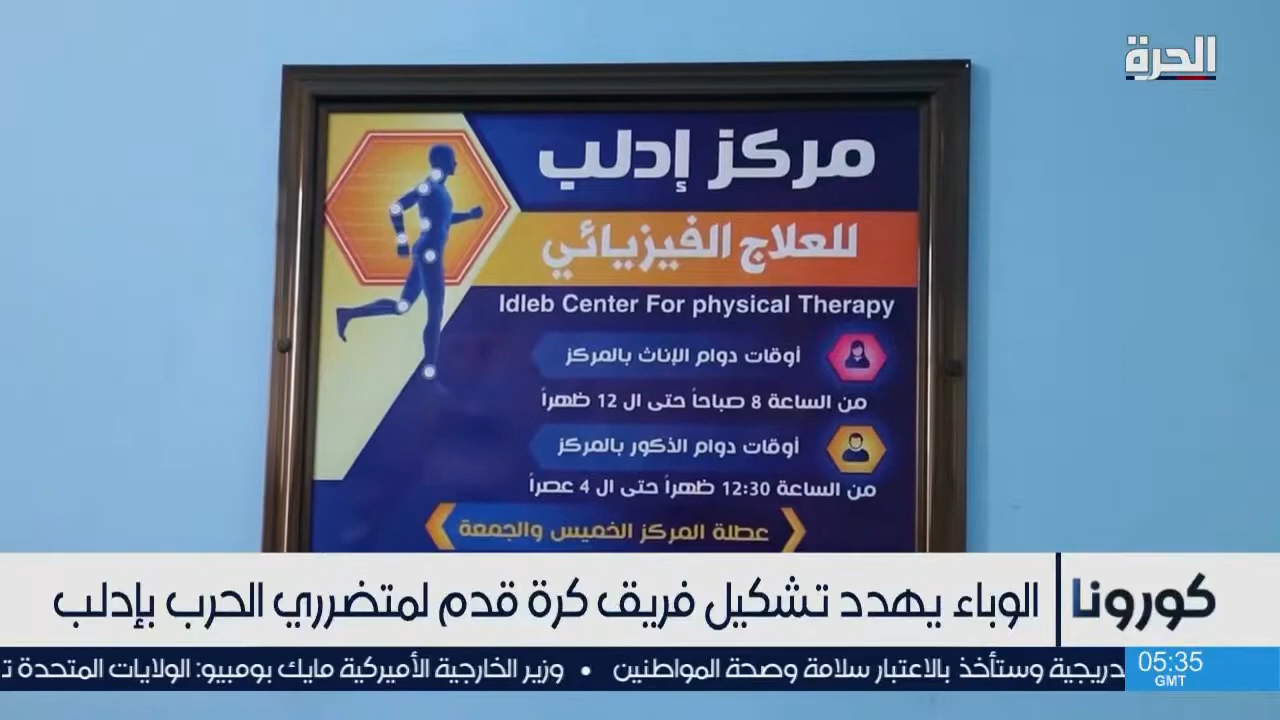 الحرة
مركز إدلب
للعلاج الفيزيائي
Idleb Center For physical Therapy
أوقات دوام الإناث بالمركز
من الساعة 8 صباحاً حتى ال 12 ظهراً
أوقات دوام الذكور بالمركز
من الساعة 12:30 ظهراً حتى ال 4 عصراً
عطلة المركز الخميس والجمعة
كورونا
الوباء يهدد تشكيل فريق كرة قدم لمتضرري الحرب بإدلب
05:35
GMT
وستأخذ بالاعتبار سلامة وصحة المواطنين • وزير الخارجية الأميركية مايك بومبيو: الولايات المتحدة